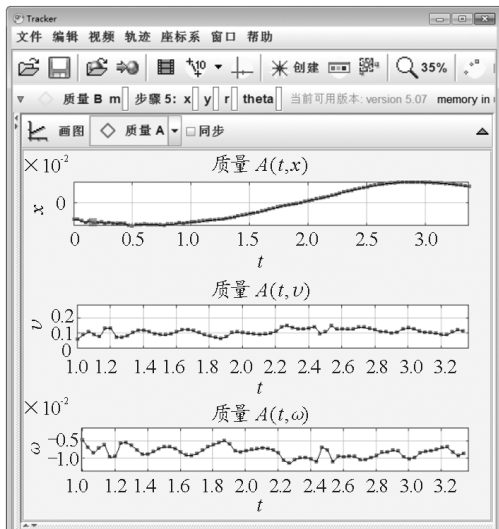 Tracker
文件 编辑 视频 轨迹 座标系 窗口 帮助
+10 创建 35%
质量 B m 步骤 5: x y r theta 当前可用版本: version 5.07 memory in
画图 质量 A 同步
×10⁻² 质量 A(t,x)
x 0
0 0.5 1.0 1.5 2.0 2.5 3.0
t
质量 A(t,υ)
υ 0.2
0.1
0
1.0 1.2 1.4 1.6 1.8 2.0 2.2 2.4 2.6 2.8 3.0 3.2
t
×10⁻² 质量 A(t,ω)
ω −0.5
−1.0
1.0 1.2 1.4 1.6 1.8 2.0 2.2 2.4 2.5 2.8 3.0 3.2
t